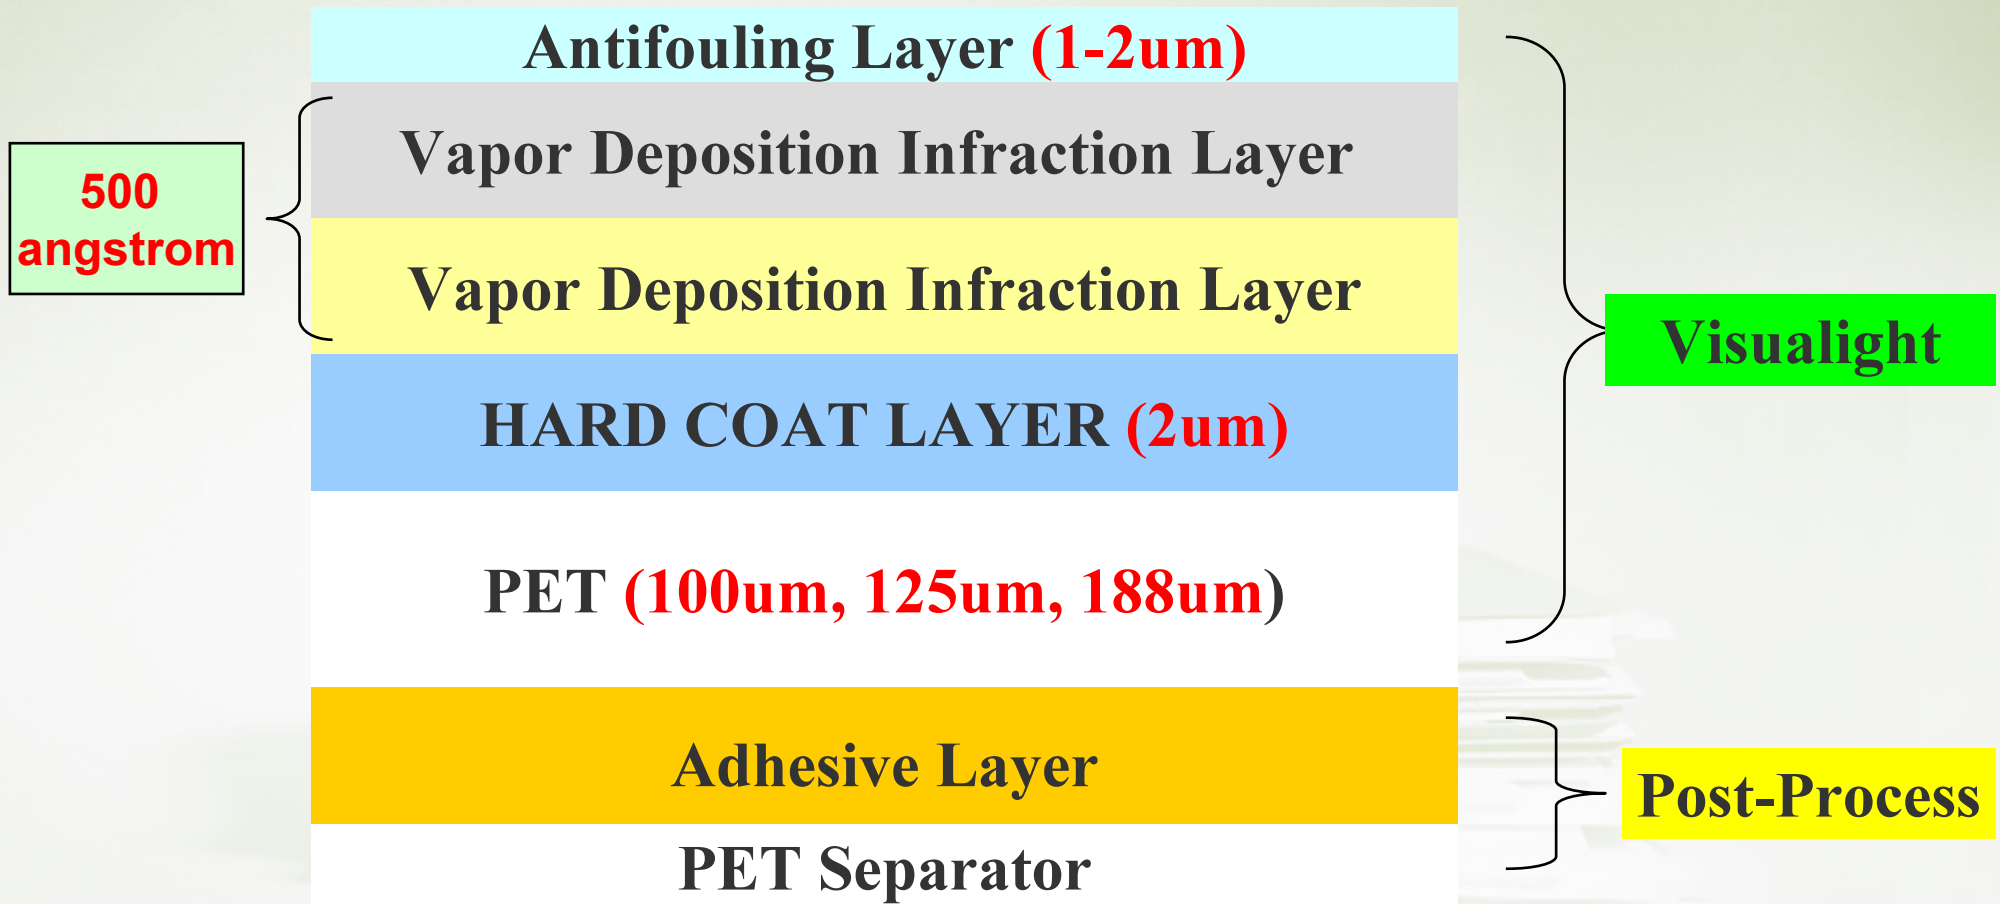 Antifouling Layer (1-2um)
Vapor Deposition Infraction Layer
500
angstrom
Vapor Deposition Infraction Layer
Visualight
HARD COAT LAYER (2um)
PET (100um, 125um, 188um)
Adhesive Layer
Post-Process
PET Separator